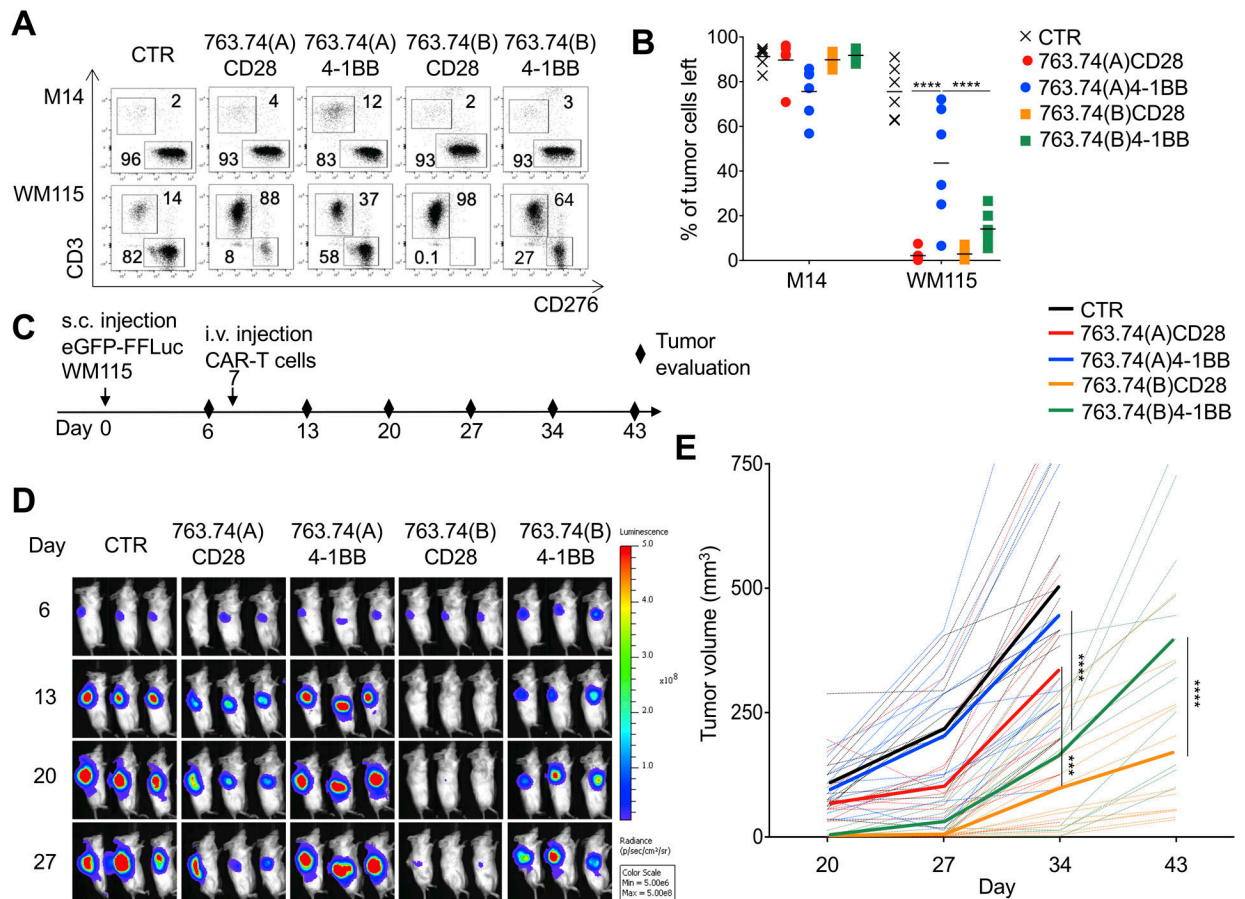 A
CTR
763.74(A)
CD28
763.74(A)
4-1BB
763.74(B)
CD28
763.74(B)
4-1BB
M14
2
4
12
2
3
96
93
83
93
93
WM115
14
88
37
98
64
82
8
58
0.1
27
CD3
CD276
B
% of tumor cells left
100
80
60
40
20
0
M14
WM115
****
****
CTR
763.74(A)CD28
763.74(A)4-1BB
763.74(B)CD28
763.74(B)4-1BB
C
s.c. injection
eGFP-FFLuc
WM115
i.v. injection
CAR-T cells
7
Tumor
evaluation
Day 0
6
13
20
27
34
43
CTR
763.74(A)CD28
763.74(A)4-1BB
763.74(B)CD28
763.74(B)4-1BB
D
Day
CTR
763.74(A)
CD28
763.74(A)
4-1BB
763.74(B)
CD28
763.74(B)
4-1BB
6
13
20
27
Luminescence
5.0
4.0
3.0
x10⁸
2.0
1.0
Radiance
(p/sec/cm²/sr)
Color Scale
Min = 5.00e6
Max = 5.00e8
E
Tumor volume (mm³)
750
500
250
0
20
27
34
43
Day
****
***
****